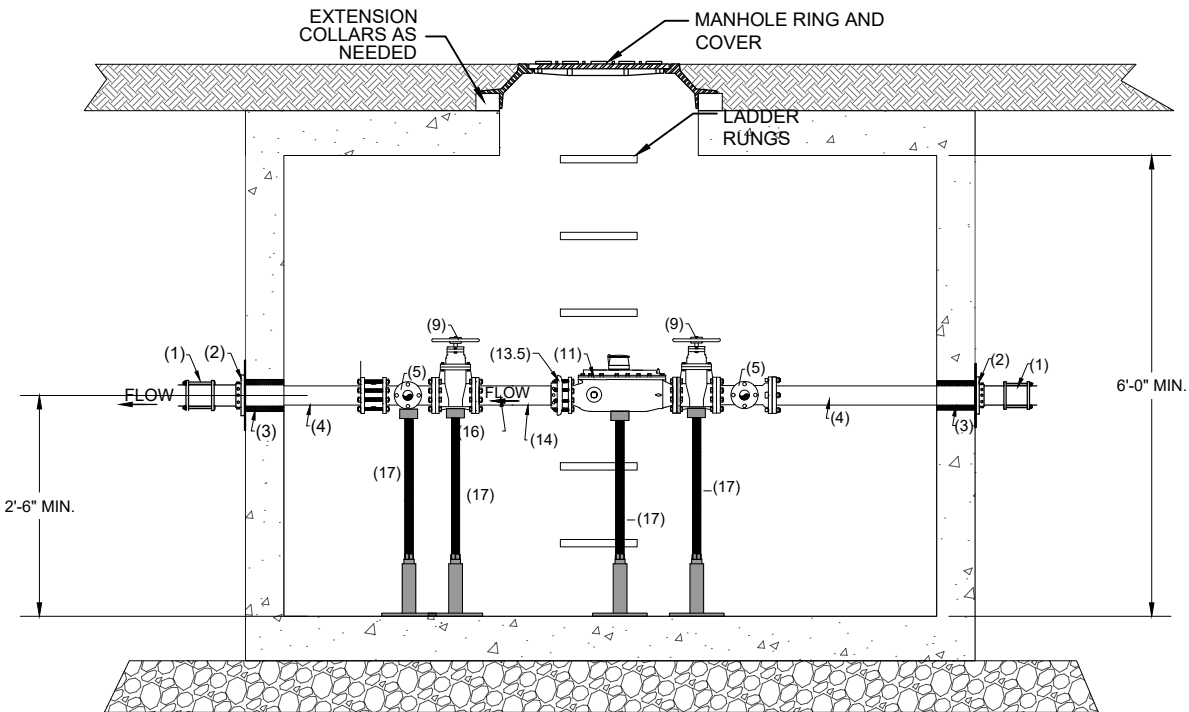 EXTENSION
COLLARS AS
NEEDED
MANHOLE RING AND
COVER
LADDER
RUNGS
(9)
(9)
(1)
(2)
(13.5)
(11)
(5)
(5)
(2)
(1)
FLOW
FLOW
6'-0" MIN.
(3)
(4)
(16)
(14)
(4)
(3)
(17)
(17)
(17)
(17)
2'-6" MIN.